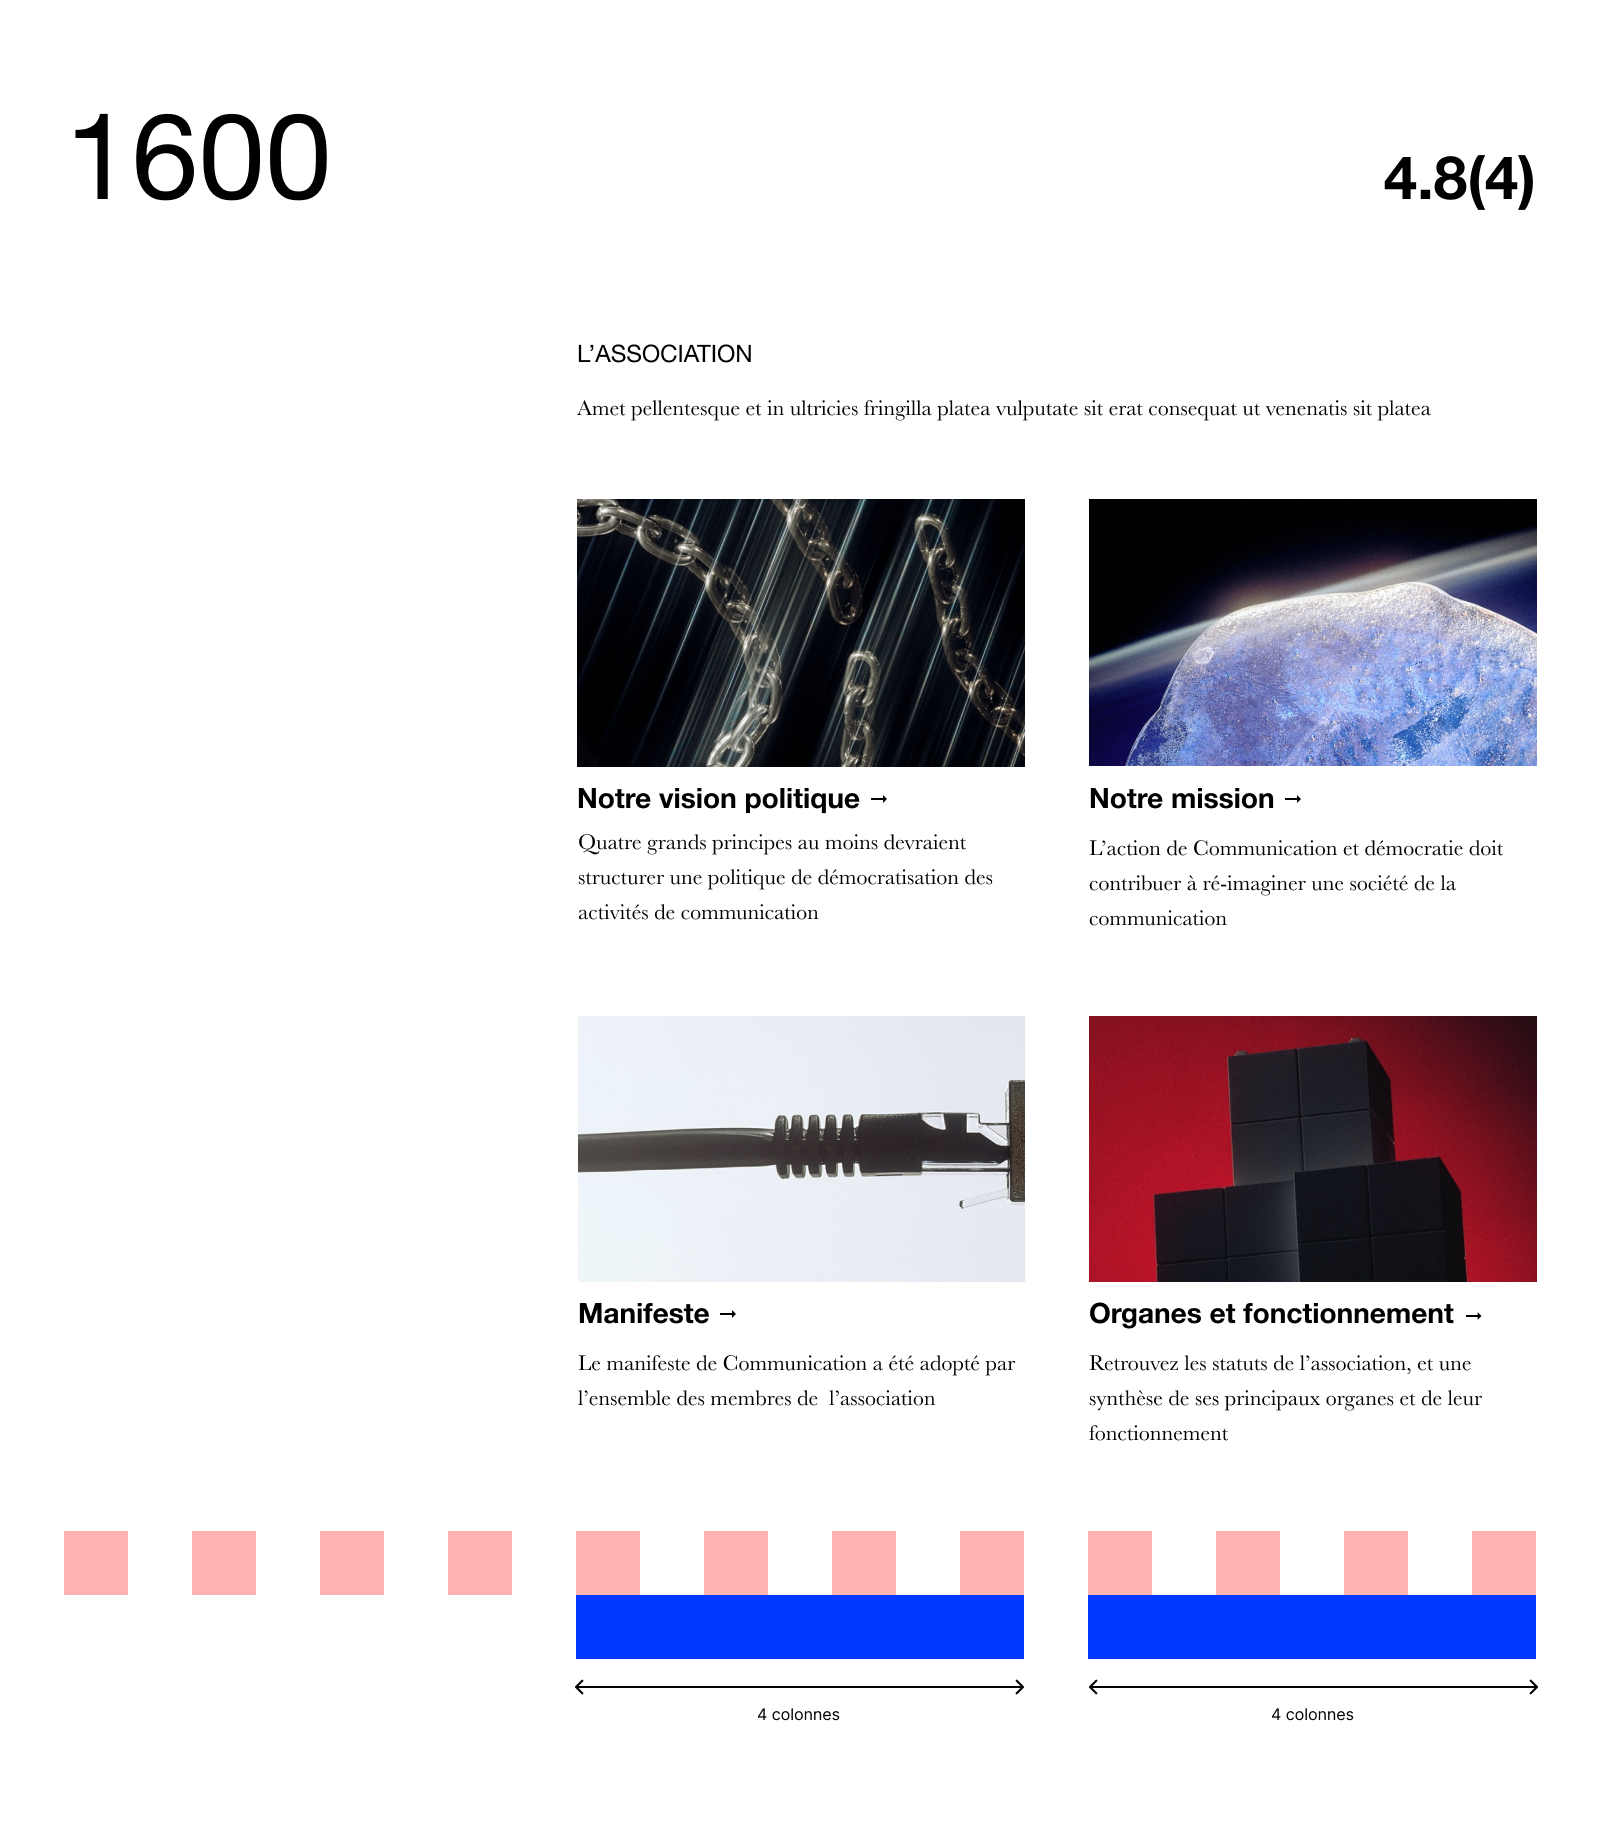 1600
4.8(4)
L’ASSOCIATION
Amet pellentesque et in ultricies fringilla platea vulputate sit erat consequat ut venenatis sit platea
Notre vision politique →
Quatre grands principes au moins devraient
structurer une politique de démocratisation des
activités de communication
Notre mission →
L’action de Communication et démocratie doit
contribuer à ré-imaginer une société de la
communication
Manifeste →
Le manifeste de Communication a été adopté par
l’ensemble des membres de  l’association
Organes et fonctionnement →
Retrouvez les statuts de l’association, et une
synthèse de ses principaux organes et de leur
fonctionnement
4 colonnes
4 colonnes